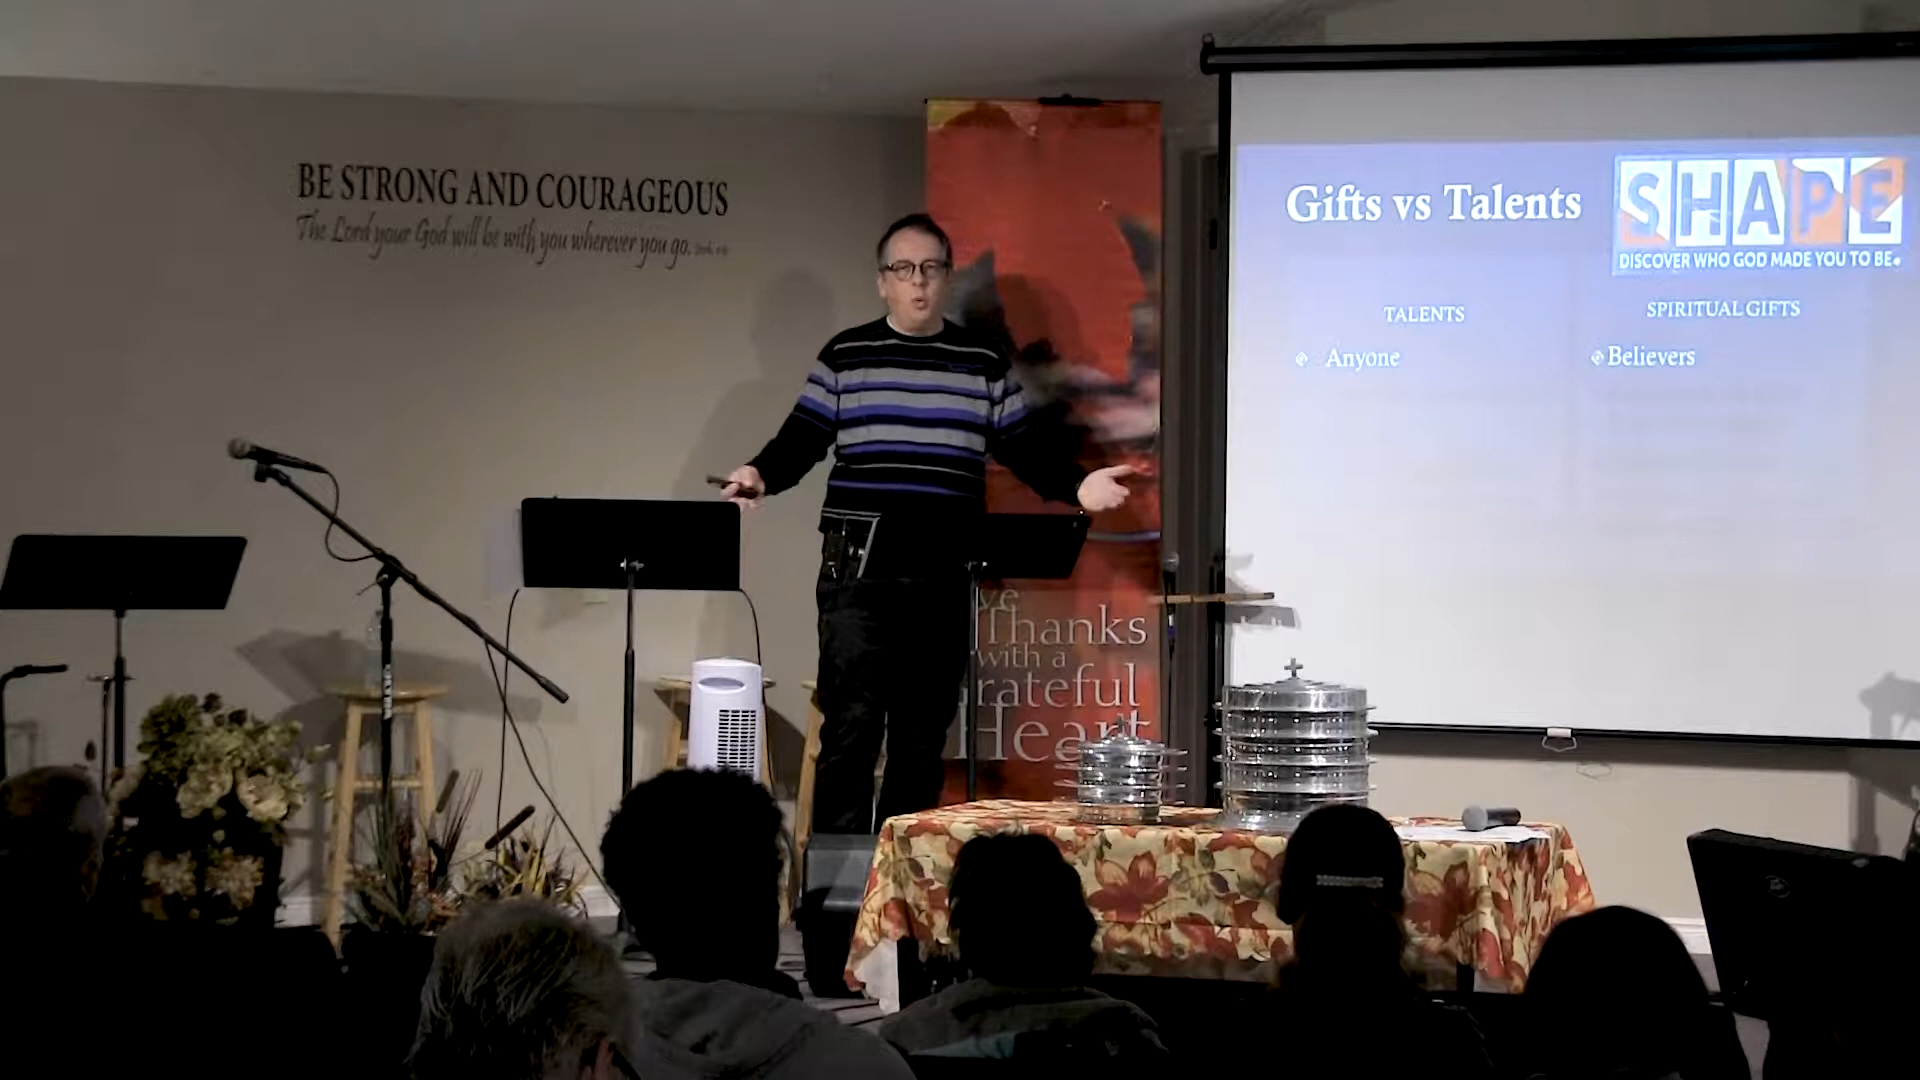 BE STRONG AND COURAGEOUS
The Lord your God will be with you wherever you go.
Gifts vs Talents
SHAPE
DISCOVER WHO GOD MADE YOU TO BE.
TALENTS
SPIRITUAL GIFTS
Anyone
Believers
ve
Thanks
with a
rateful
Heart